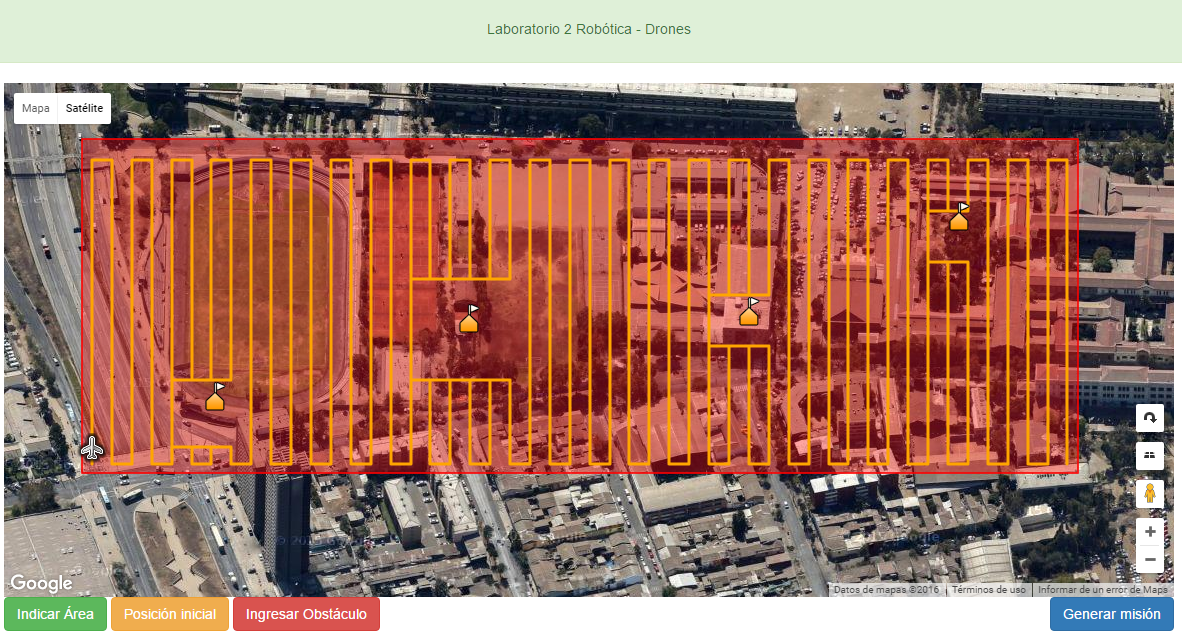 Laboratorio 2 Robótica - Drones
Mapa
Satélite
Google
Datos de mapas ©2016
Términos de uso
Informar de un error de Maps
Indicar Área
Posición inicial
Ingresar Obstáculo
Generar misión